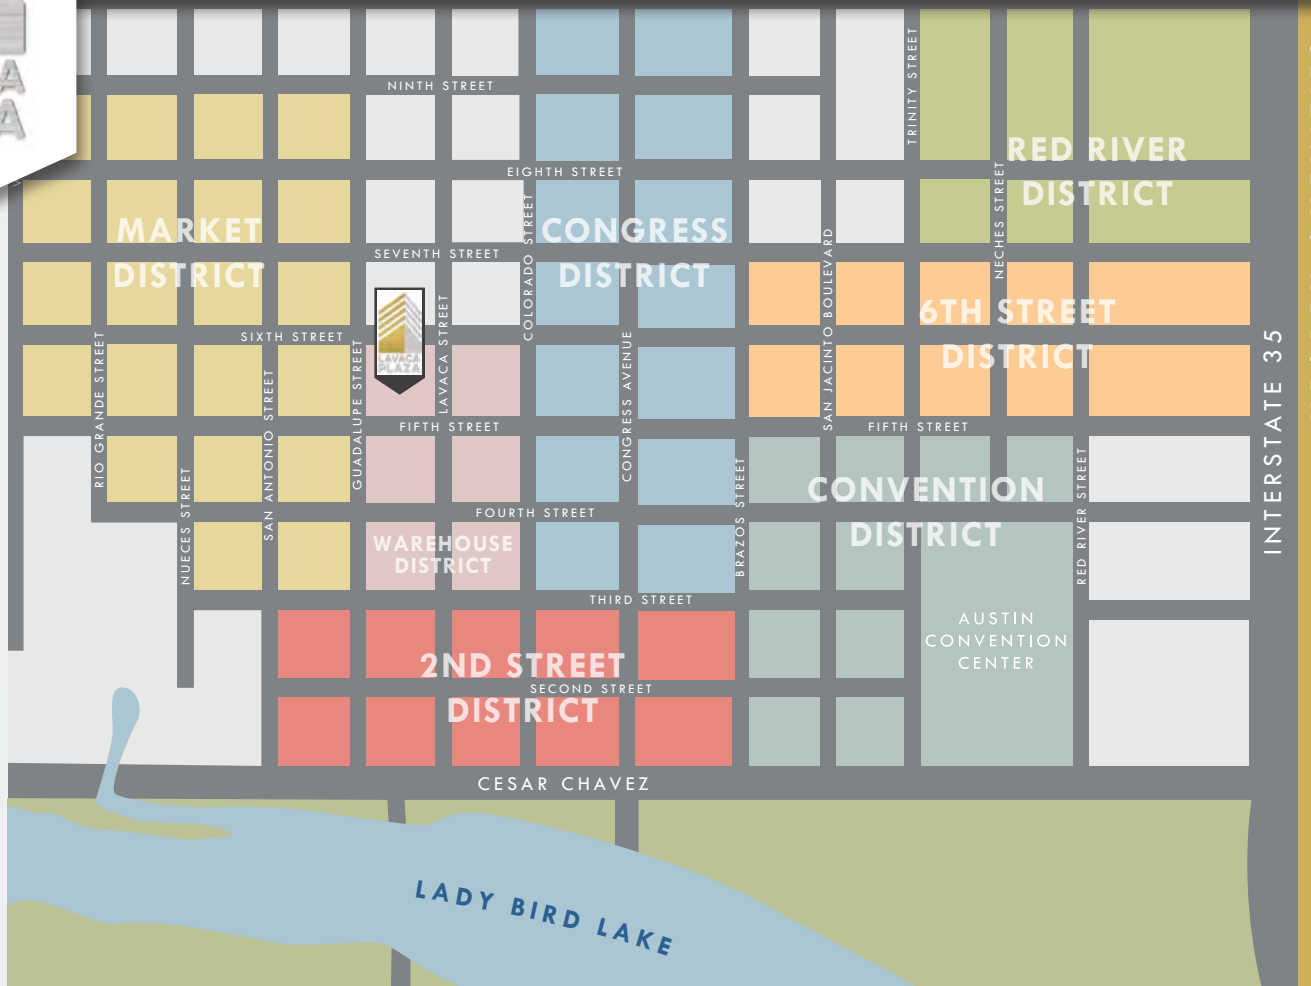 A
A
NINTH STREET
TRINITY STREET
RED RIVER
DISTRICT
EIGHTH STREET
NECHES STREET
MARKET
DISTRICT
COLORADO STREET
CONGRESS
DISTRICT
SEVENTH STREET
SAN JACINTO BOULEVARD
6TH STREET
DISTRICT
LAVACA
PLAZA
LAVACA STREET
SIXTH STREET
RIO GRANDE STREET
GUADALUPE STREET
SAN ANTONIO STREET
CONGRESS AVENUE
INTERSTATE 35
FIFTH STREET
FIFTH STREET
NUECES STREET
BRAZOS STREET
CONVENTION
DISTRICT
RED RIVER STREET
FOURTH STREET
WAREHOUSE
DISTRICT
THIRD STREET
AUSTIN
CONVENTION
CENTER
2ND STREET
DISTRICT
SECOND STREET
CESAR CHAVEZ
LADY BIRD LAKE